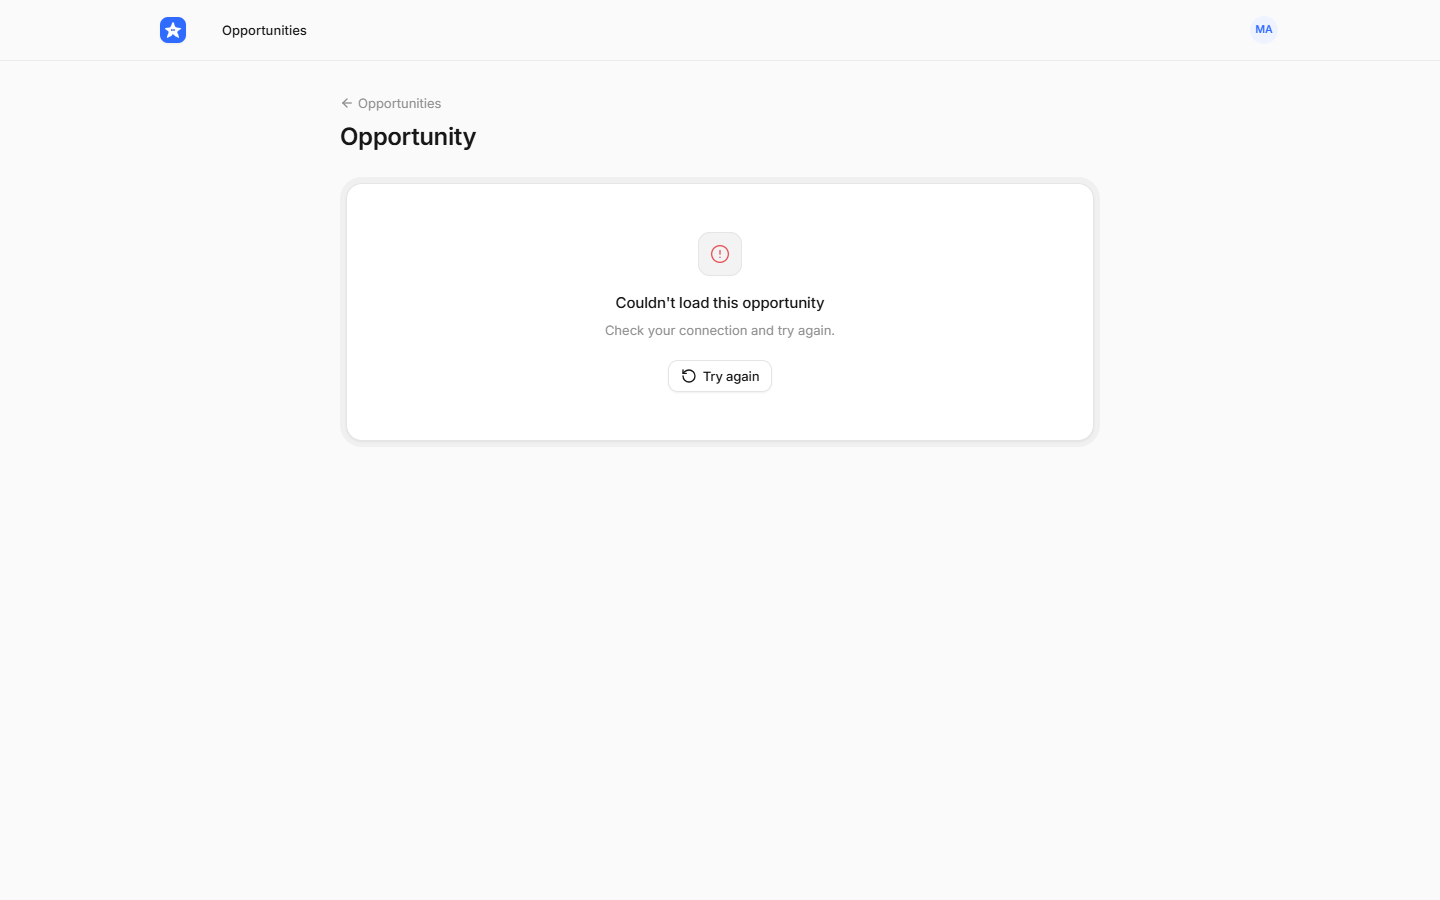 Opportunities
MA
Opportunities
Opportunity
Couldn't load this opportunity
Check your connection and try again.
Try again